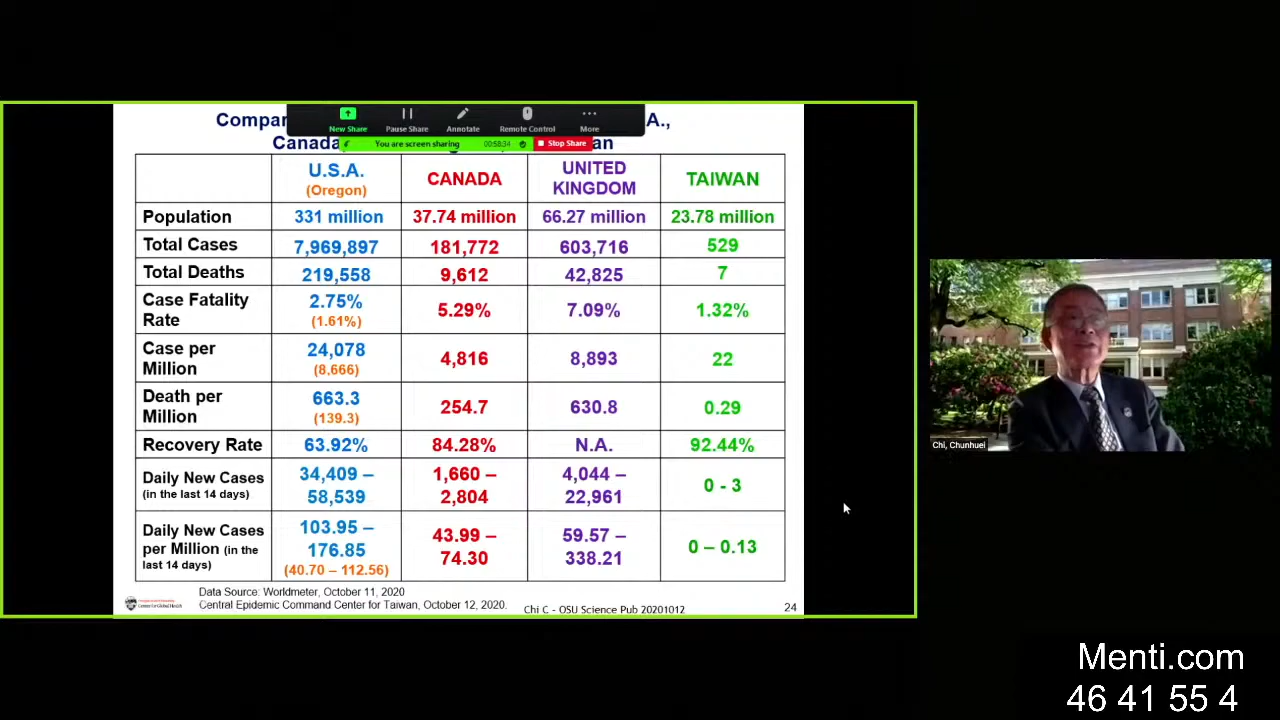 Compar
A.,
New Share
Pause Share
Annotate
Remote Control
More
Canada,
an
You are screen sharing
00:58:34
Stop Share
U.S.A. CANADA UNITED TAIWAN
(Oregon) KINGDOM
Population 331 million 37.74 million 66.27 million 23.78 million
Total Cases 7,969,897 181,772 603,716 529
Total Deaths 219,558 9,612 42,825 7
Case Fatality 2.75% 5.29% 7.09% 1.32%
Rate (1.61%)
Case per 24,078 4,816 8,893 22
Million (8,666)
Death per 663.3 254.7 630.8 0.29
Million (139.3)
Recovery Rate 63.92% 84.28% N.A. 92.44%
Daily New Cases 34,409 – 1,660 – 4,044 – 0 - 3
(in the last 14 days) 58,539 2,804 22,961
Daily New Cases 103.95 – 43.99 – 59.57 – 0 – 0.13
per Million (in the 176.85 74.30 338.21
last 14 days) (40.70 – 112.56)
Data Source: Worldmeter, October 11, 2020
Central Epidemic Command Center for Taiwan, October 12, 2020.
Center for Global Health
Chi C - OSU Science Pub 20201012
24
Chi, Chunhuei
Menti.com
46 41 55 4